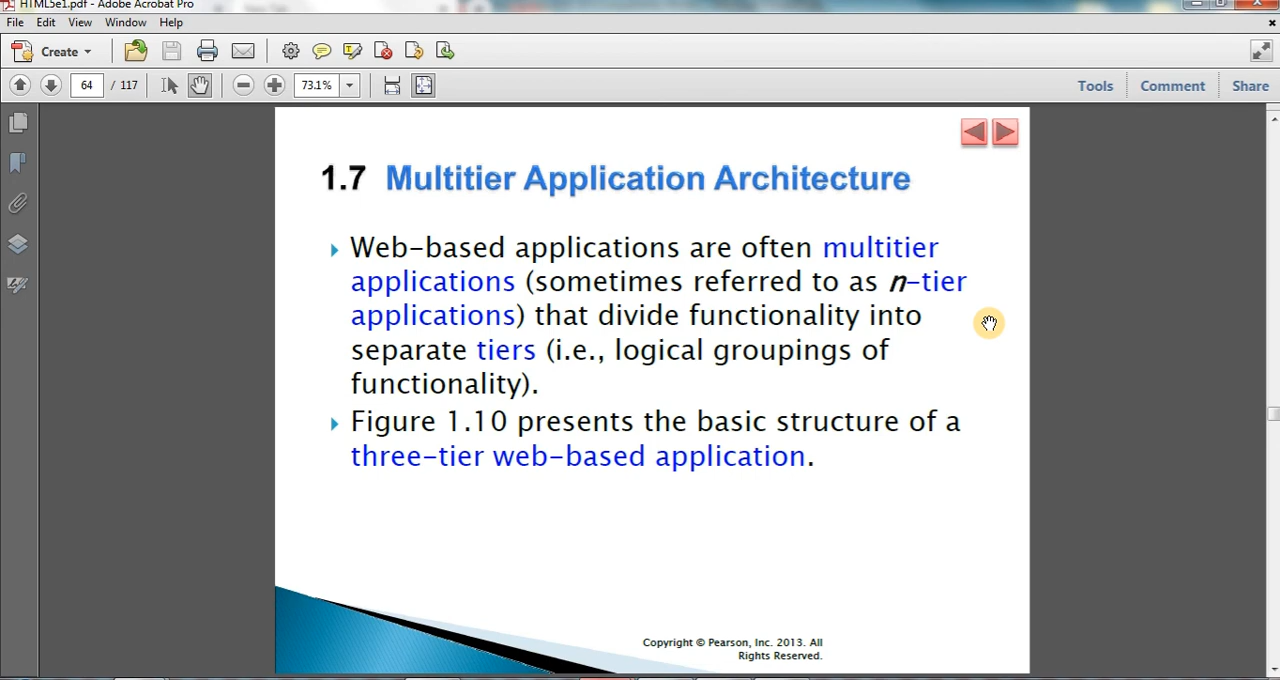 HTML5e1.pdf - Adobe Acrobat Pro
File Edit View Window Help
Create
64 / 117 73.1% Tools Comment Share
1.7 Multitier Application Architecture
Web-based applications are often multitier
applications (sometimes referred to as n-tier
applications) that divide functionality into
separate tiers (i.e., logical groupings of
functionality).
Figure 1.10 presents the basic structure of a
three-tier web-based application.
Copyright © Pearson, Inc. 2013. All
Rights Reserved.